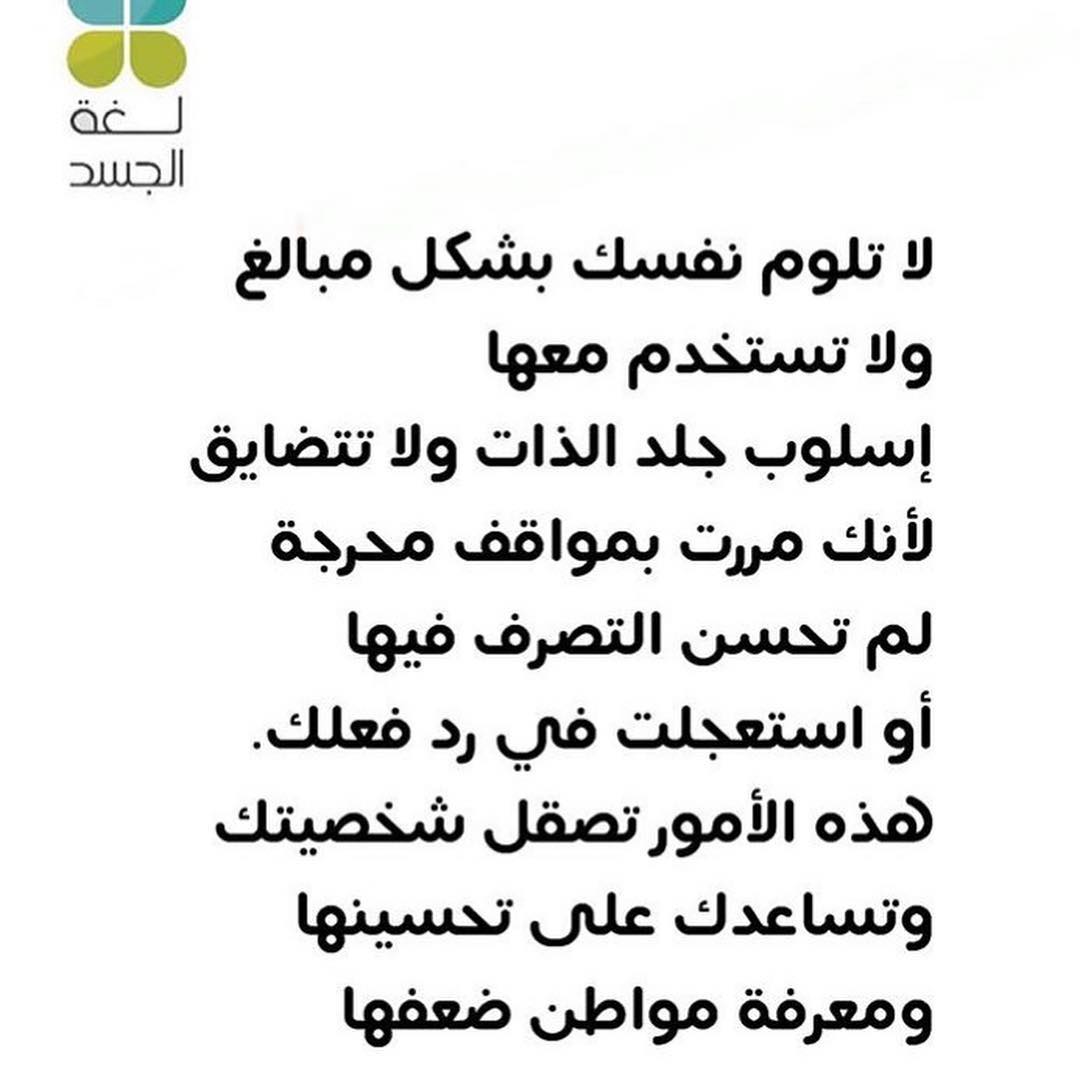 لغة
الجسد
لا تلوم نفسك بشكل مبالغ
ولا تستخدم معها
إسلوب جلد الذات ولا تتضايق
لأنك مررت بمواقف محرجة
لم تحسن التصرف فيها
أو استعجلت في رد فعلك.
هذه الأمور تصقل شخصيتك
وتساعدك على تحسينها
ومعرفة مواطن ضعفها